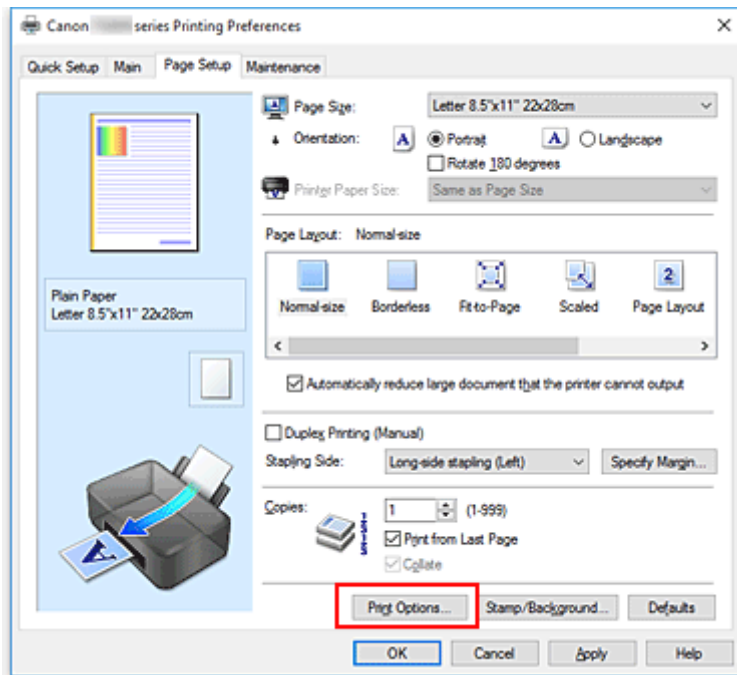 Canon series Printing Preferences
Quick Setup Main Page Setup Maintenance
Page Size: Letter 8.5"x11" 22x28cm
Orientation: A Portrait A Landscape
Rotate 180 degrees
Printer Paper Size: Same as Page Size
Page Layout: Normal-size
2
Normal-size Borderless Fit-to-Page Scaled Page Layout
Plain Paper
Letter 8.5"x11" 22x28cm
Automatically reduce large document that the printer cannot output
Duplex Printing (Manual)
Stapling Side: Long-side stapling (Left) Specify Margin...
Copies: 1 (1-999)
Print from Last Page
Collate
A
Print Options... Stamp/Background... Defaults
OK Cancel Apply Help